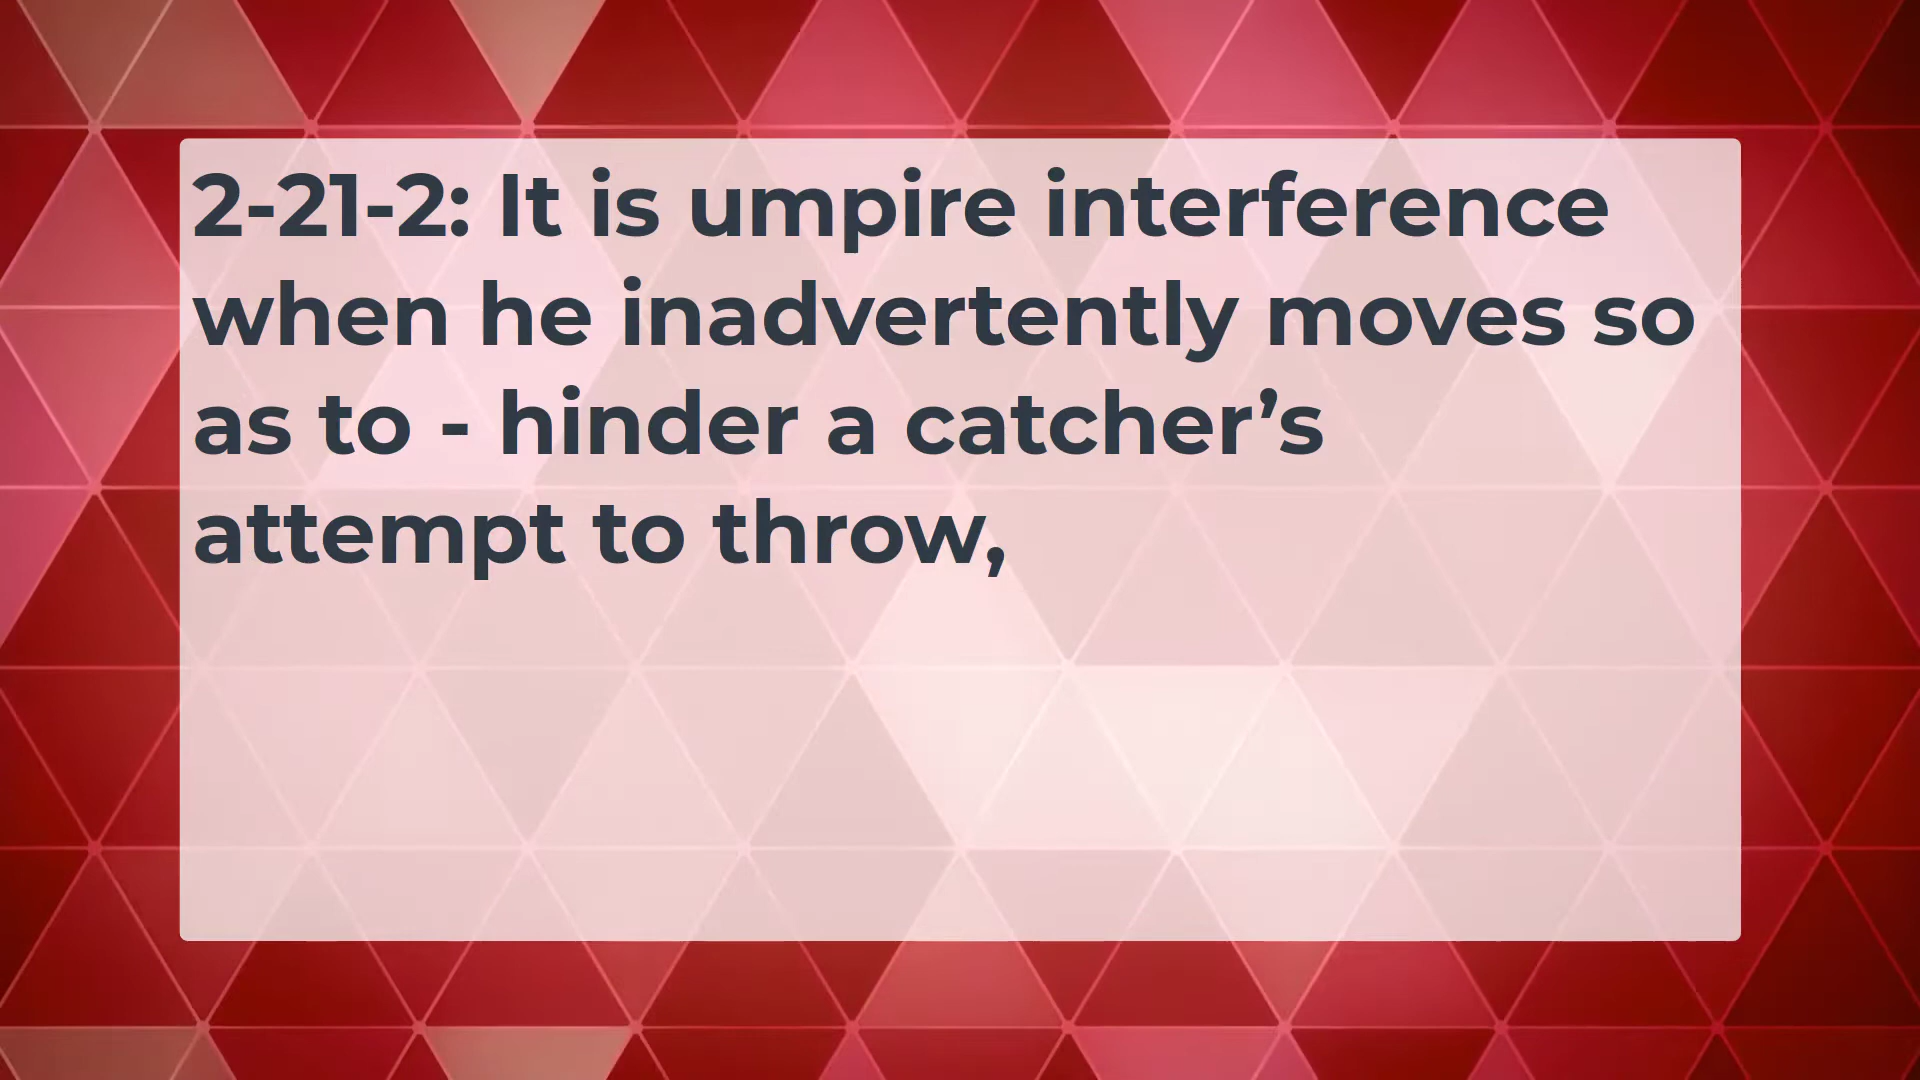 2-21-2: It is umpire interference
when he inadvertently moves so
as to - hinder a catcher’s
attempt to throw,